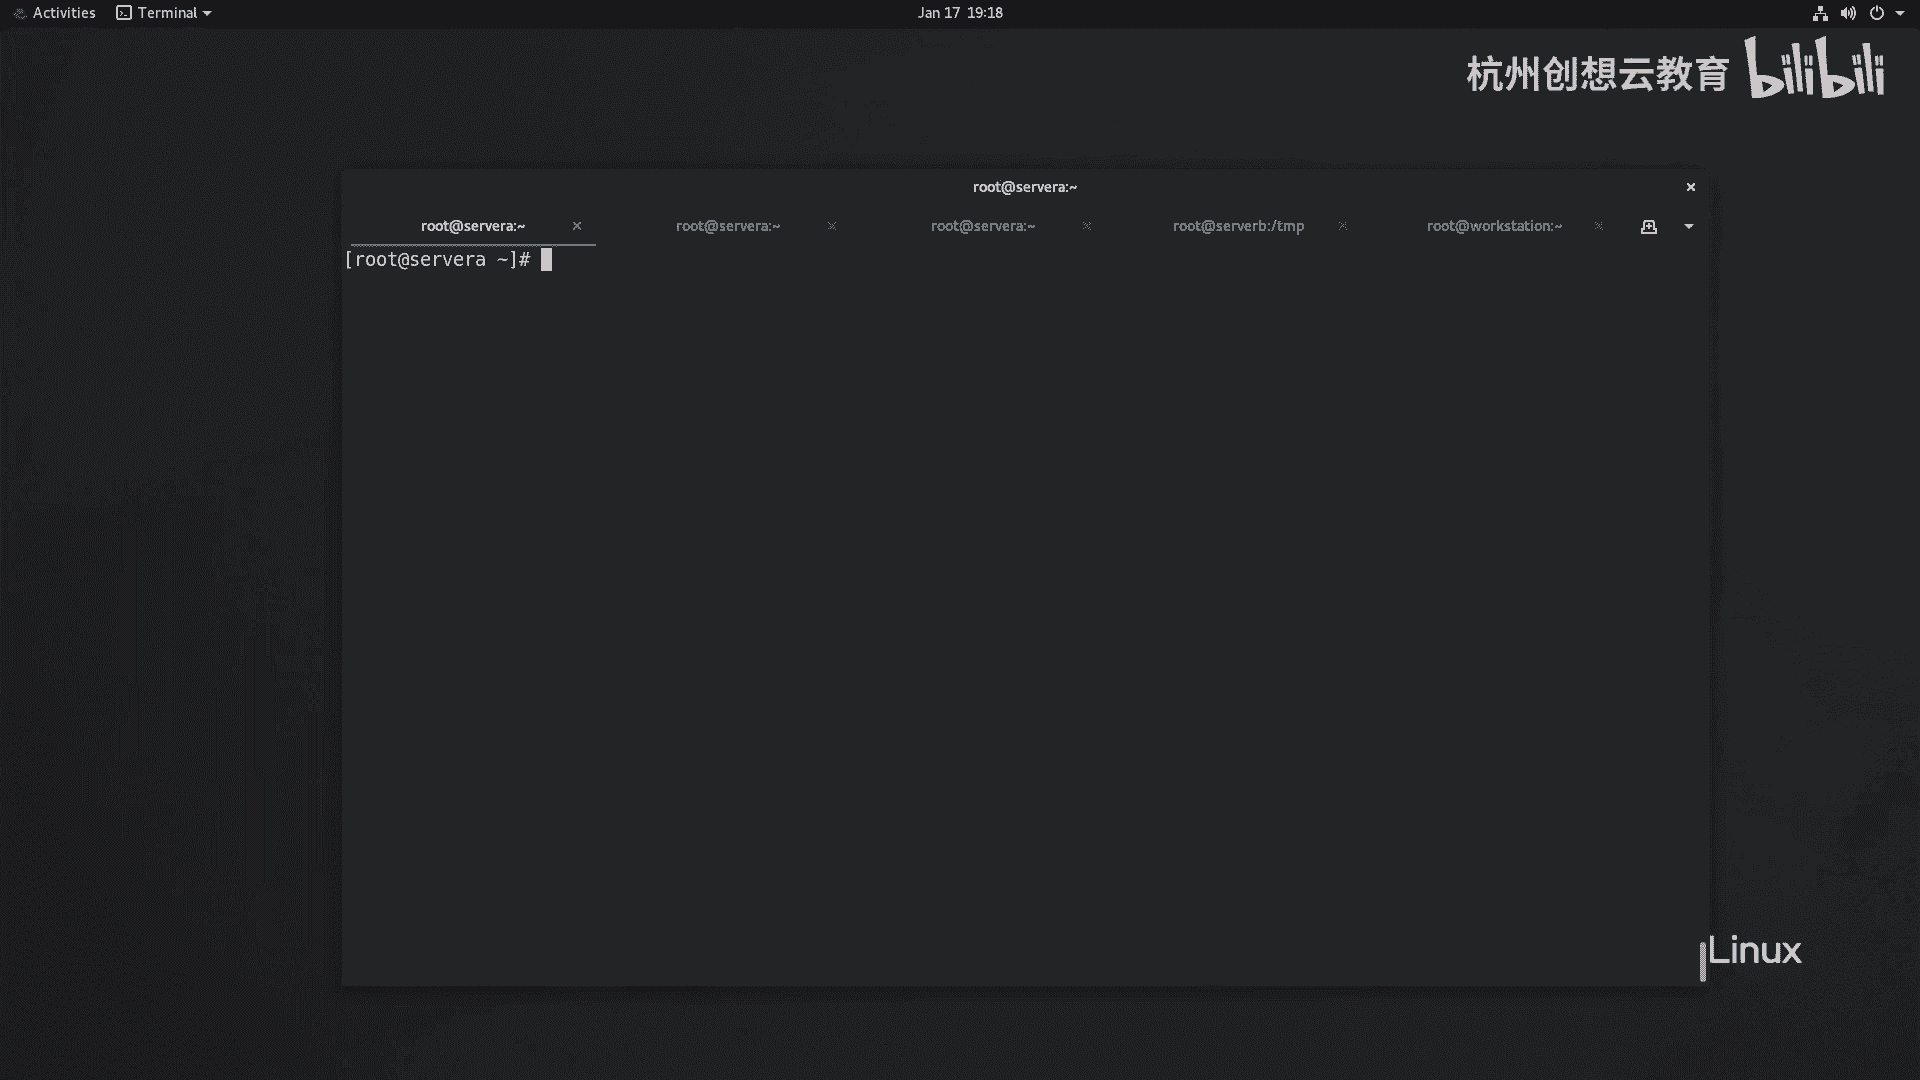 Activities Terminal Jan 17 19:18
杭州创想云教育 bilibili
root@servera:~
root@servera:~ root@servera:~ root@servera:~ root@serverb:/tmp root@workstation:~
[root@servera ~]#
Linux